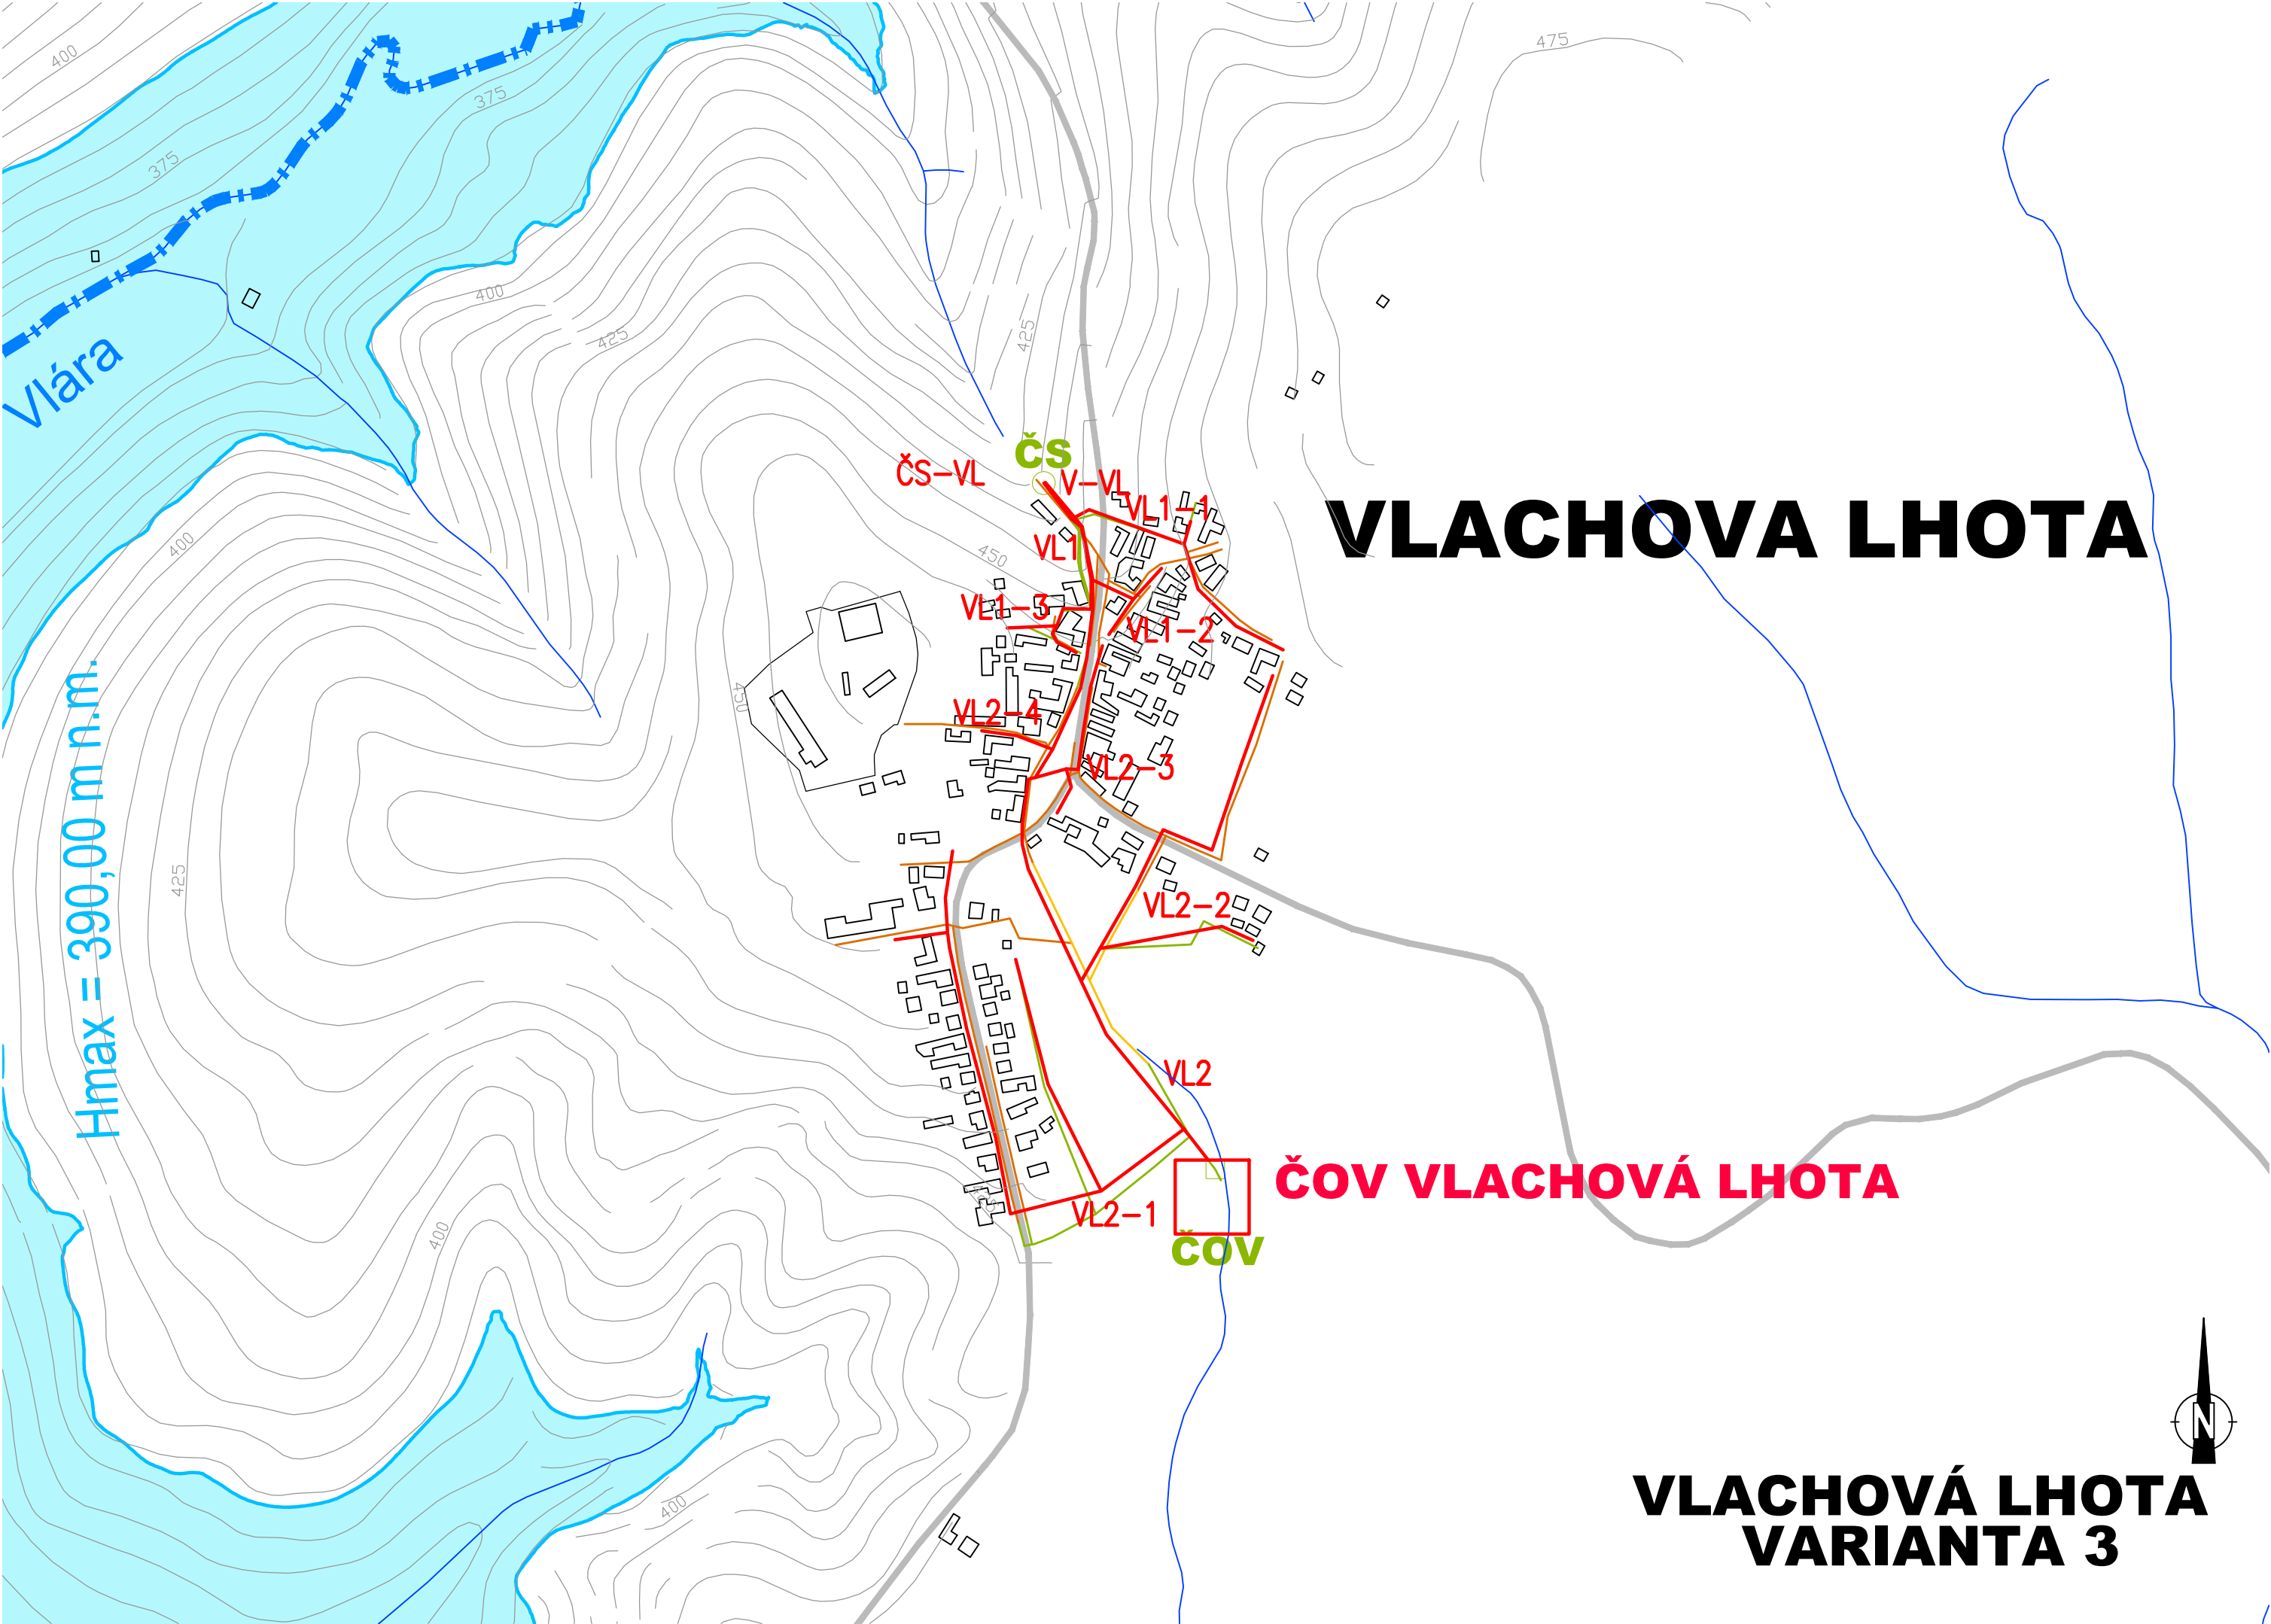 400
475
375
375
400
425
425
Vlára
ČS
ČS-VL
V-VL
VL1-1
VLACHOVA LHOTA
VL1
400
450
VL1-3
VL1-2
450
VL2-4
VL2-3
Hmax = 390,00 m n.m.
425
VL2-2
VL2
ČOV VLACHOVÁ LHOTA
425
VL2-1
400
ČOV
N
400
VLACHOVÁ LHOTA
VARIANTA 3